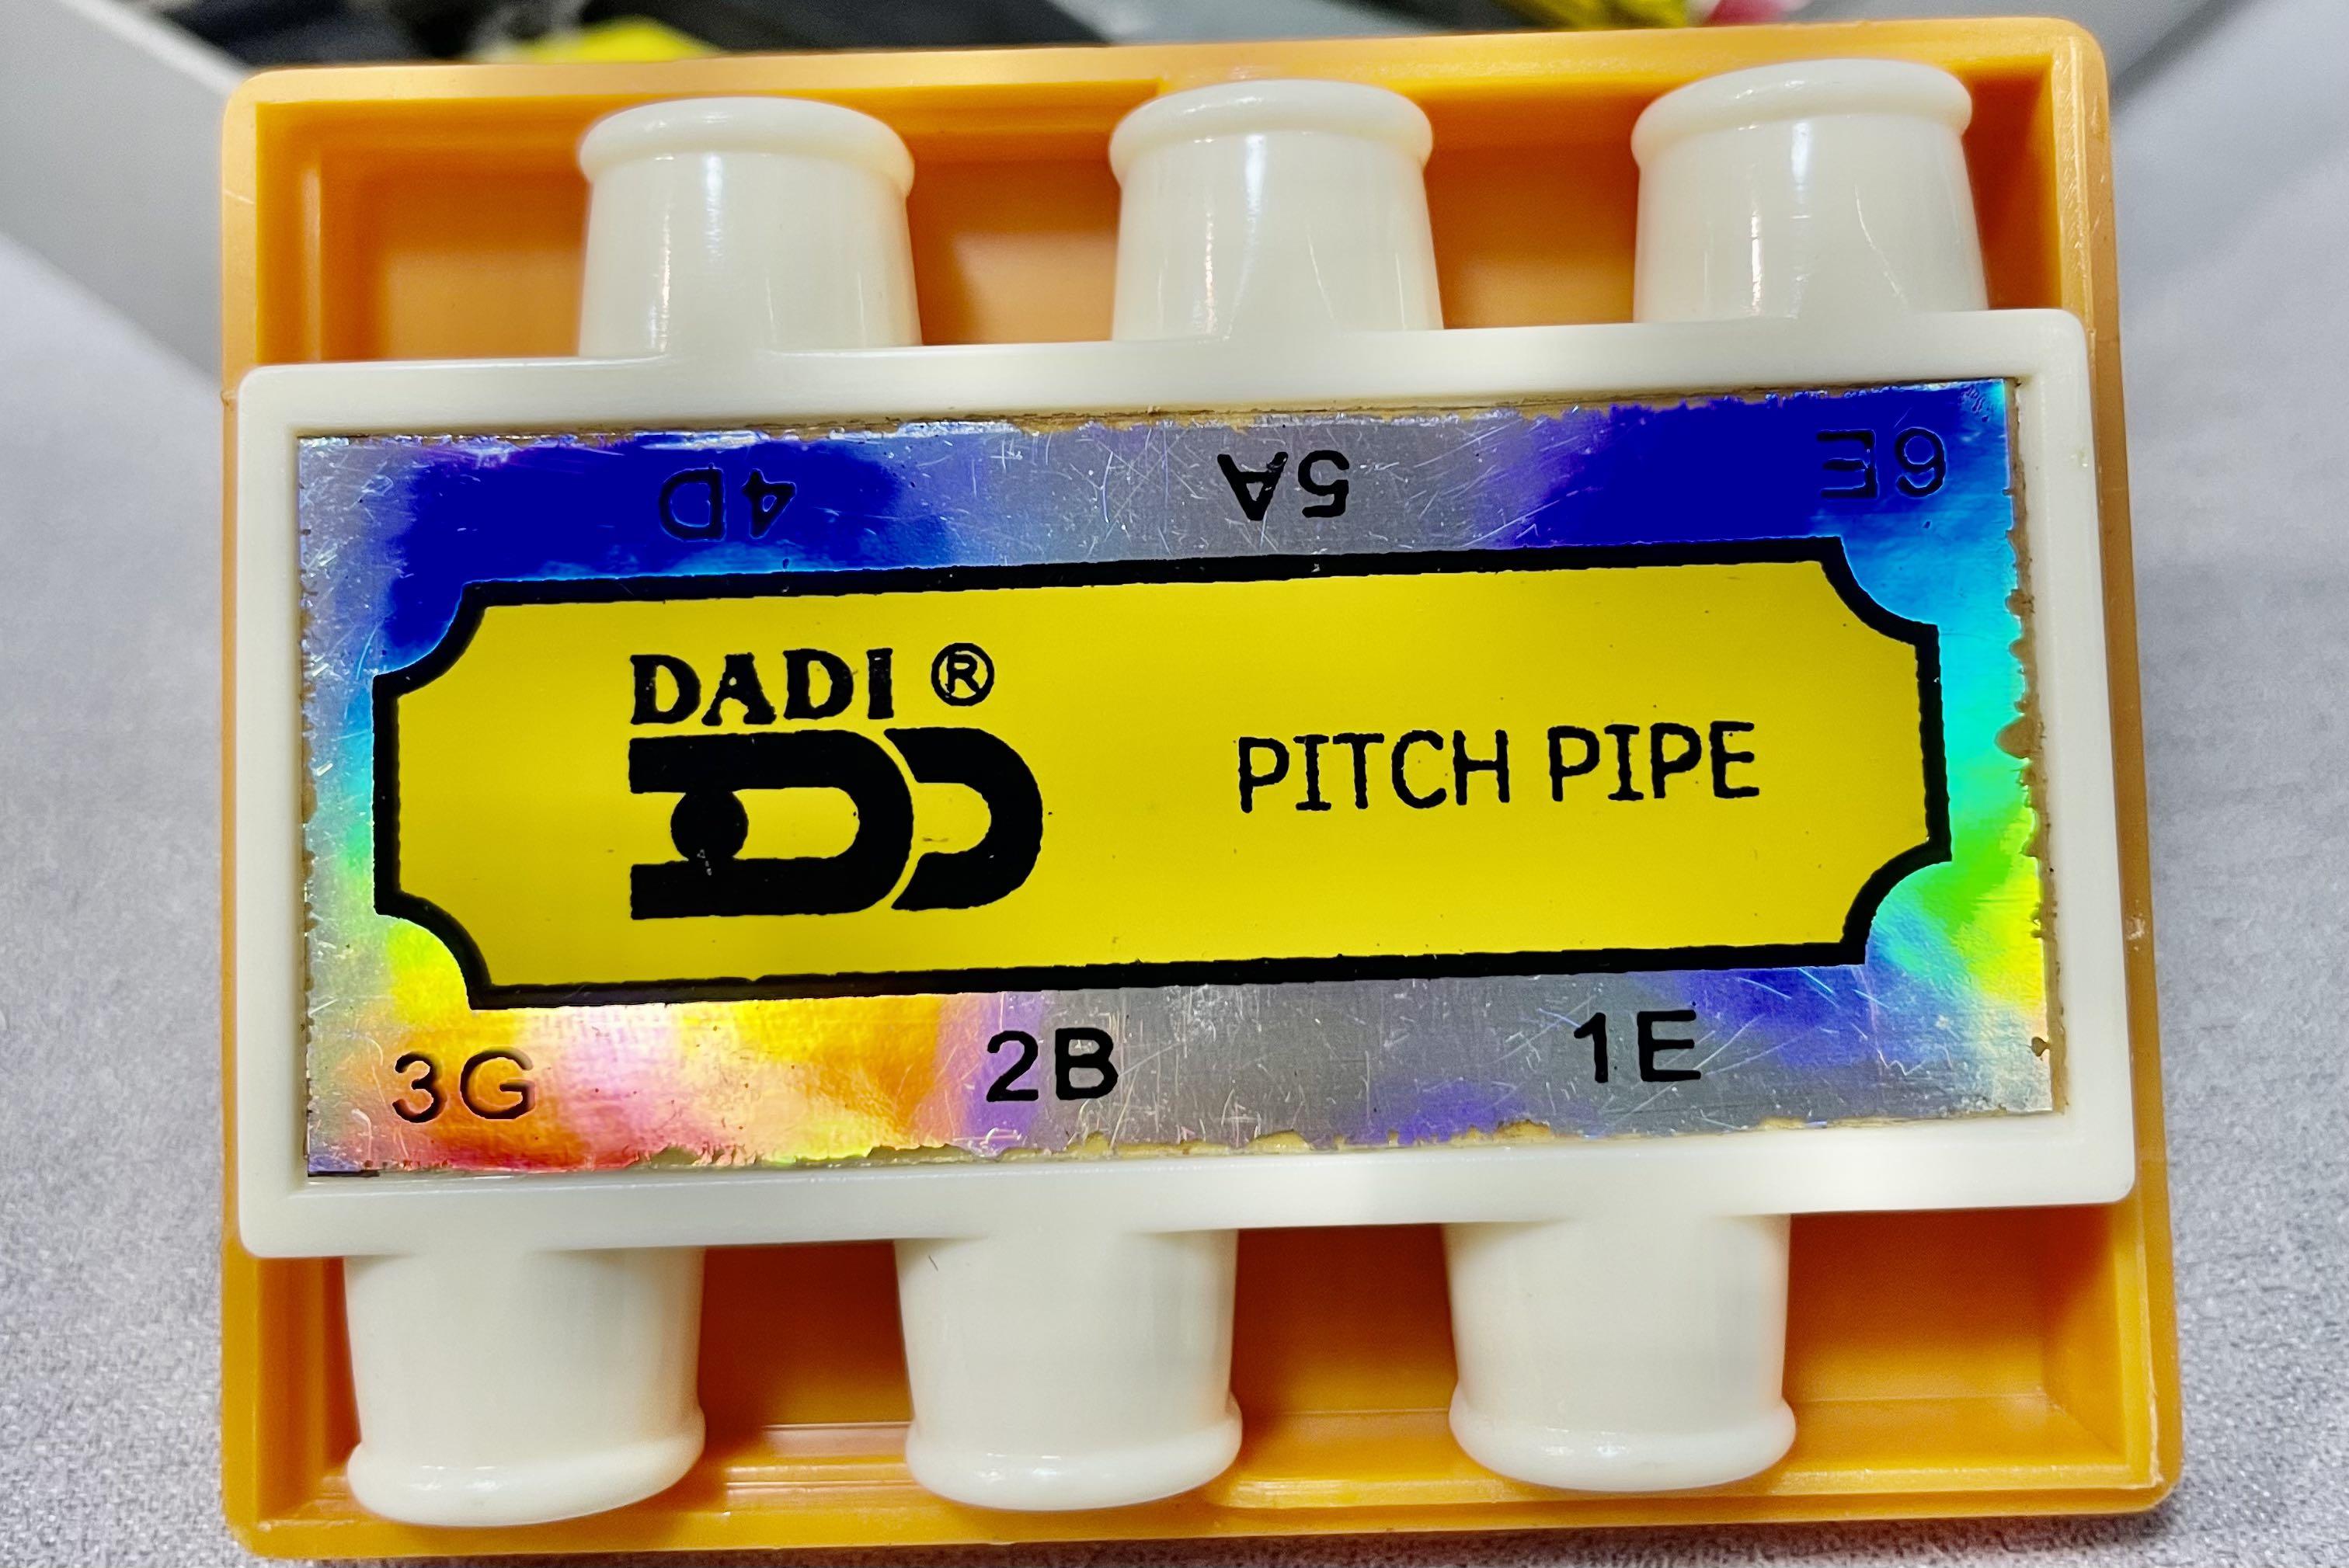 4D 5A 6E
DADI ®
PITCH PIPE
3G 2B 1E